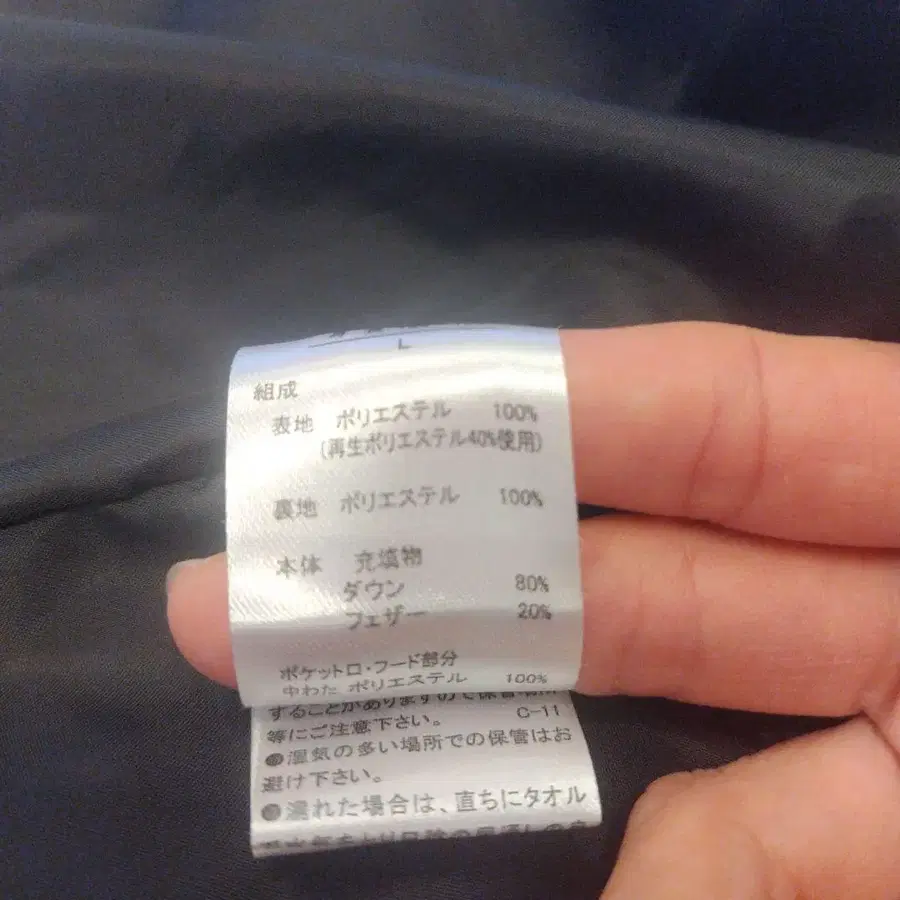 L
組成
表地 ポリエステル 100%
(再生ポリエステル40%使用)
裏地 ポリエステル 100%
本体 充填物
ダウン 80%
フェザー 20%
ポケット口・フード部分
中わた ポリエステル 100%
することがありますので保管
等にご注意下さい。 C-11
●湿気の多い場所での保管はお
避け下さい。
●濡れた場合は、直ちにタオル